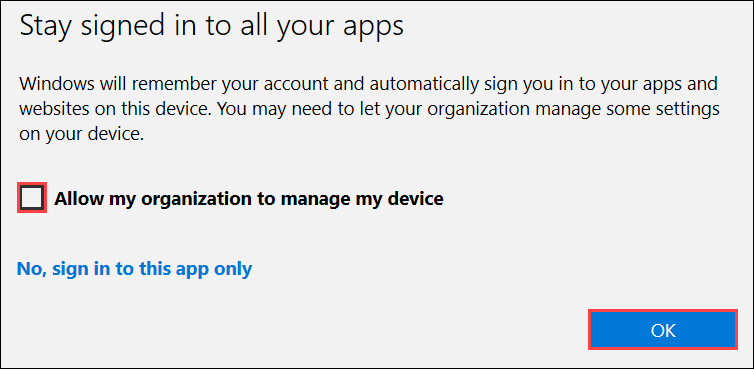 Stay signed in to all your apps
Windows will remember your account and automatically sign you in to your apps and
websites on this device. You may need to let your organization manage some settings
on your device.
Allow my organization to manage my device
No, sign in to this app only
OK